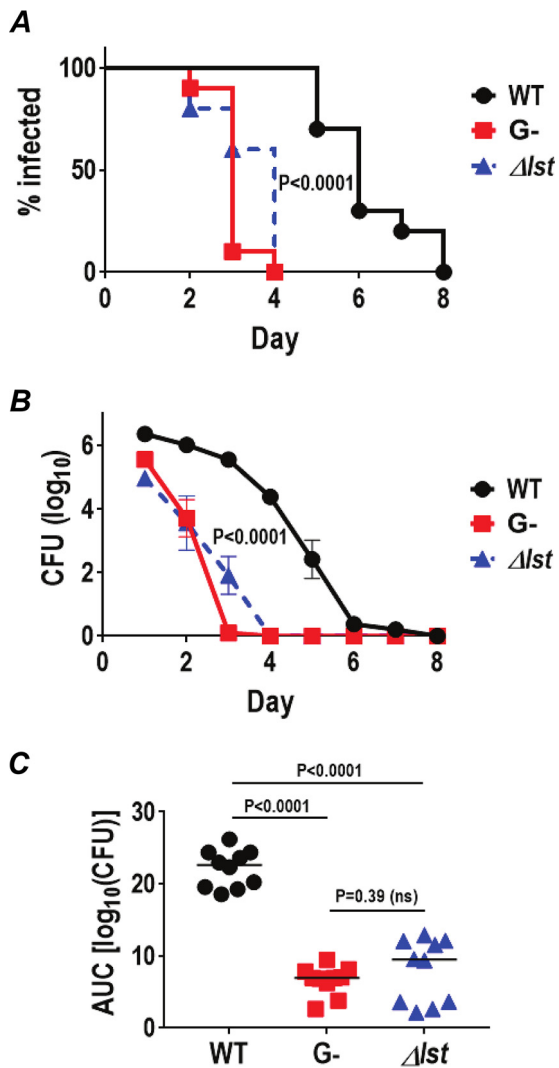 A
% infected
100
50
0
0 2 4 6 8
Day
P<0.0001
WT
G-
Δlst
B
CFU (log10)
6
4
2
0
0 2 4 6 8
Day
P<0.0001
WT
G-
Δlst
C
P<0.0001
P<0.0001
P=0.39 (ns)
AUC [log10(CFU)]
30
20
10
0
WT G- Δlst